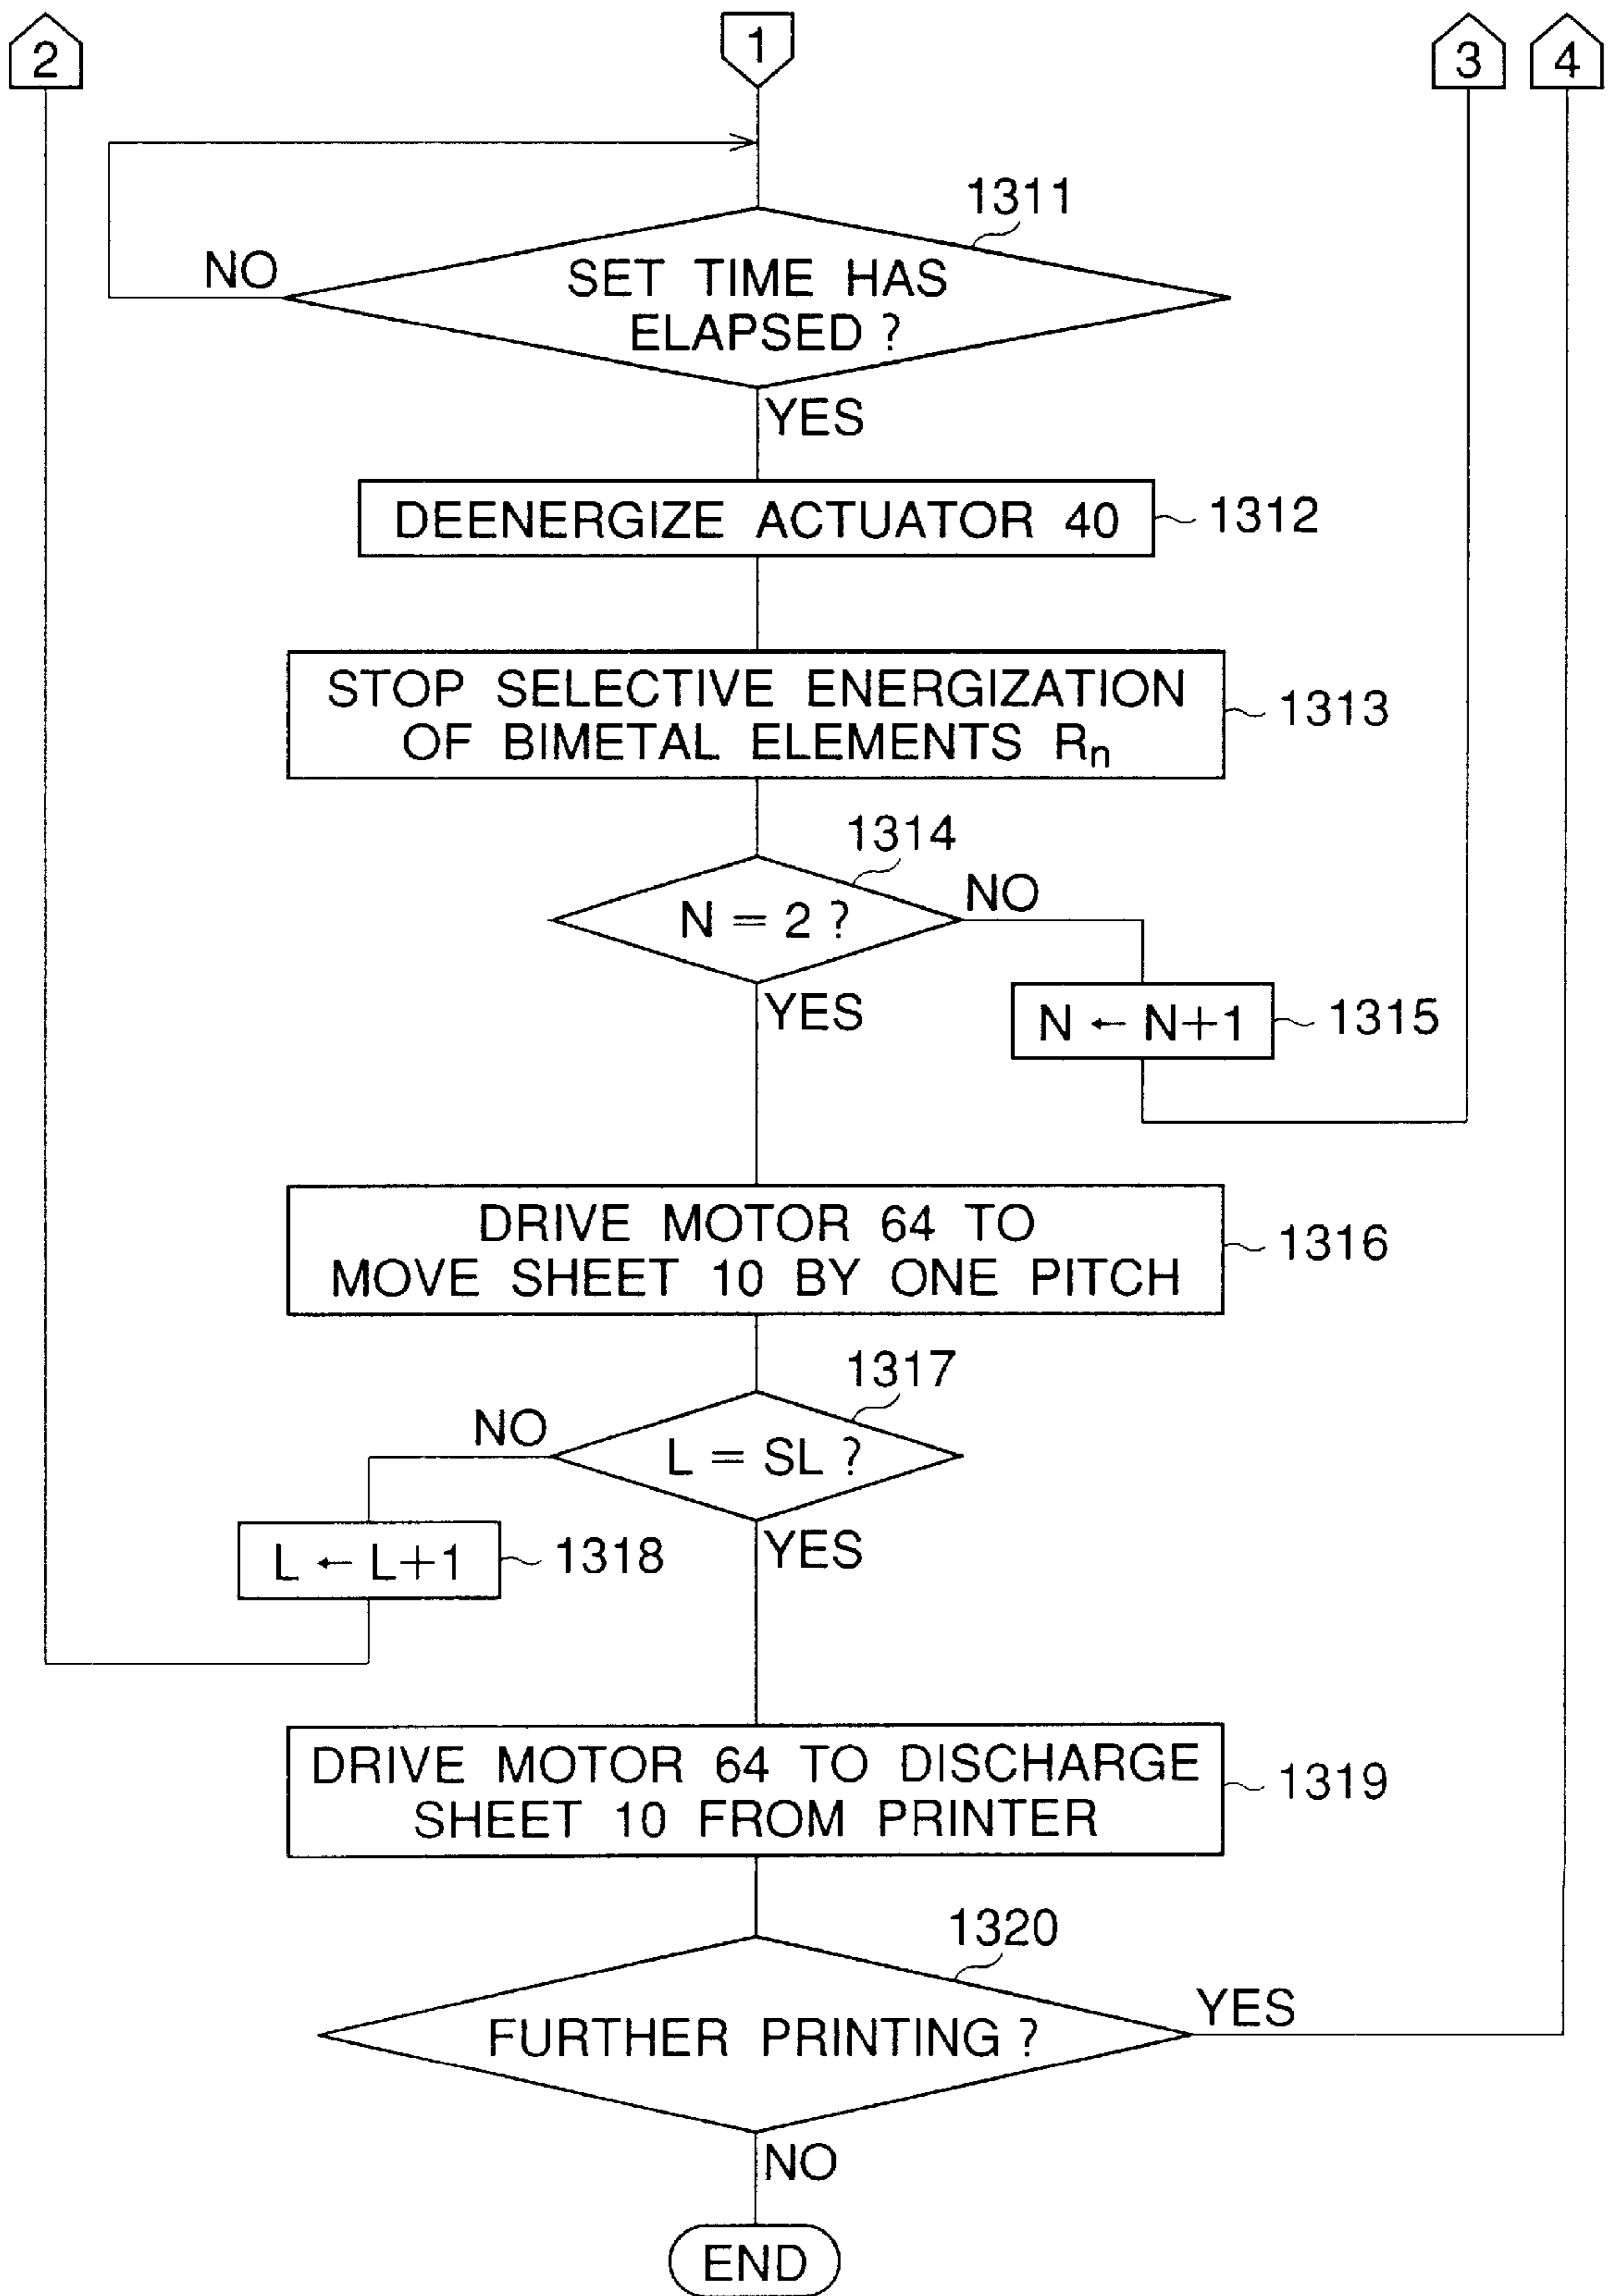 2
1
3
4
1311
NO
SET TIME HAS
ELAPSED ?
YES
DEENERGIZE ACTUATOR 40
1312
STOP SELECTIVE ENERGIZATION
OF BIMETAL ELEMENTS Rn
1313
1314
N = 2 ?
NO
YES
N ← N+1
1315
DRIVE MOTOR 64 TO
MOVE SHEET 10 BY ONE PITCH
1316
1317
NO
L = SL ?
YES
L ← L+1
1318
DRIVE MOTOR 64 TO DISCHARGE
SHEET 10 FROM PRINTER
1319
1320
FURTHER PRINTING ?
YES
NO
END